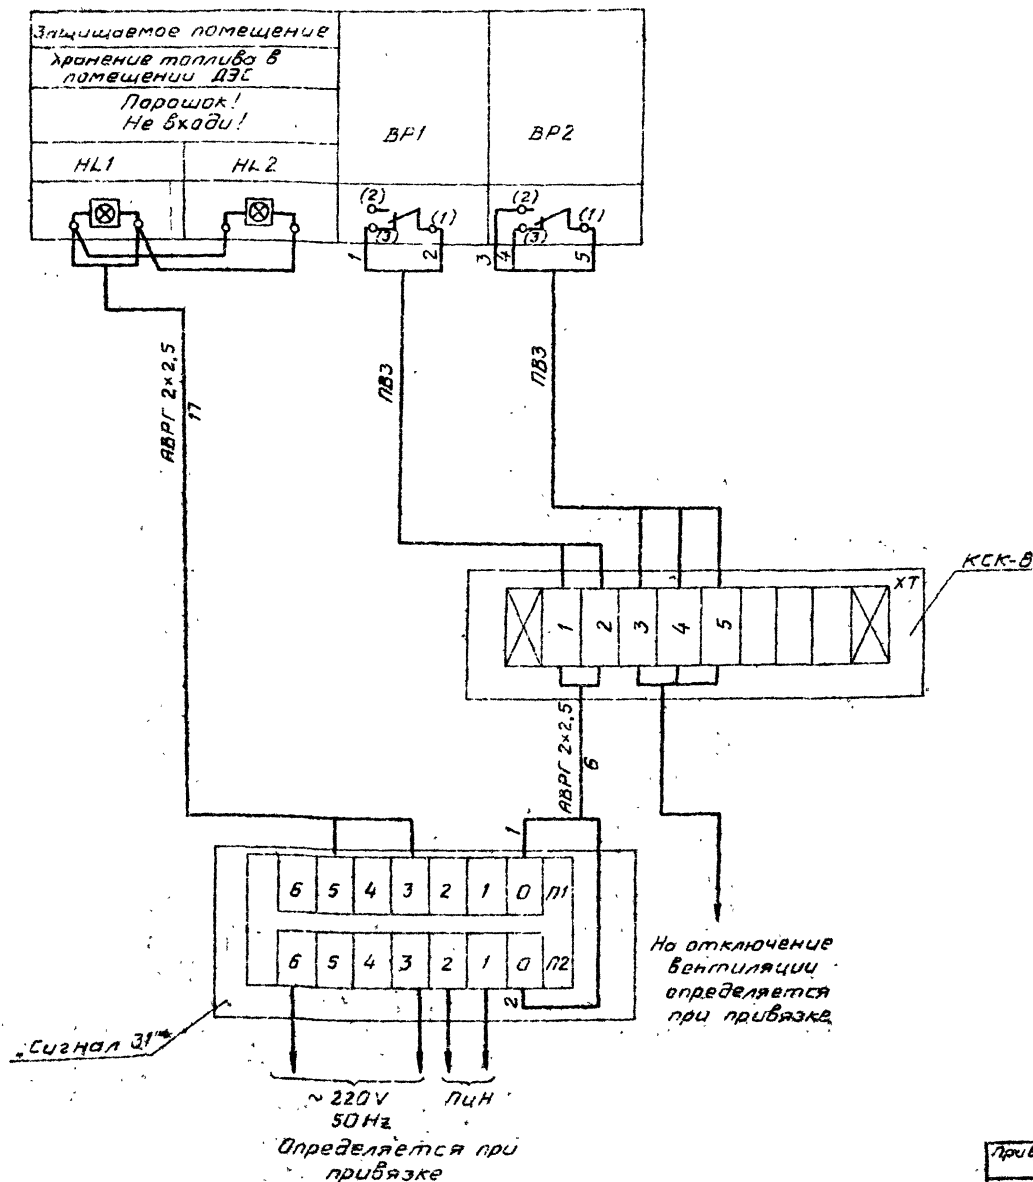 Защищаемое помещение
Хранение топлива в
помещении ДЭС
Порошок!
Не входи!
HL1
HL2
ВР1
ВР2
(2)
(3)
(1)
(2)
(3)
(1)
1
2
3
4
5
АВРГ 2×2,5
17
ПВЗ
ПВЗ
КСК-8
ХТ
1 2 3 4 5
АВРГ 2×2,5
6
1
6 5 4 3 2 1 0 П1
6 5 4 3 2 1 0 П2
2
„Сигнал 31"*
~ 220V
50 Hz
Определяется при
привязке
ПЦН
На отключение
вентиляции
определяется
при привязке